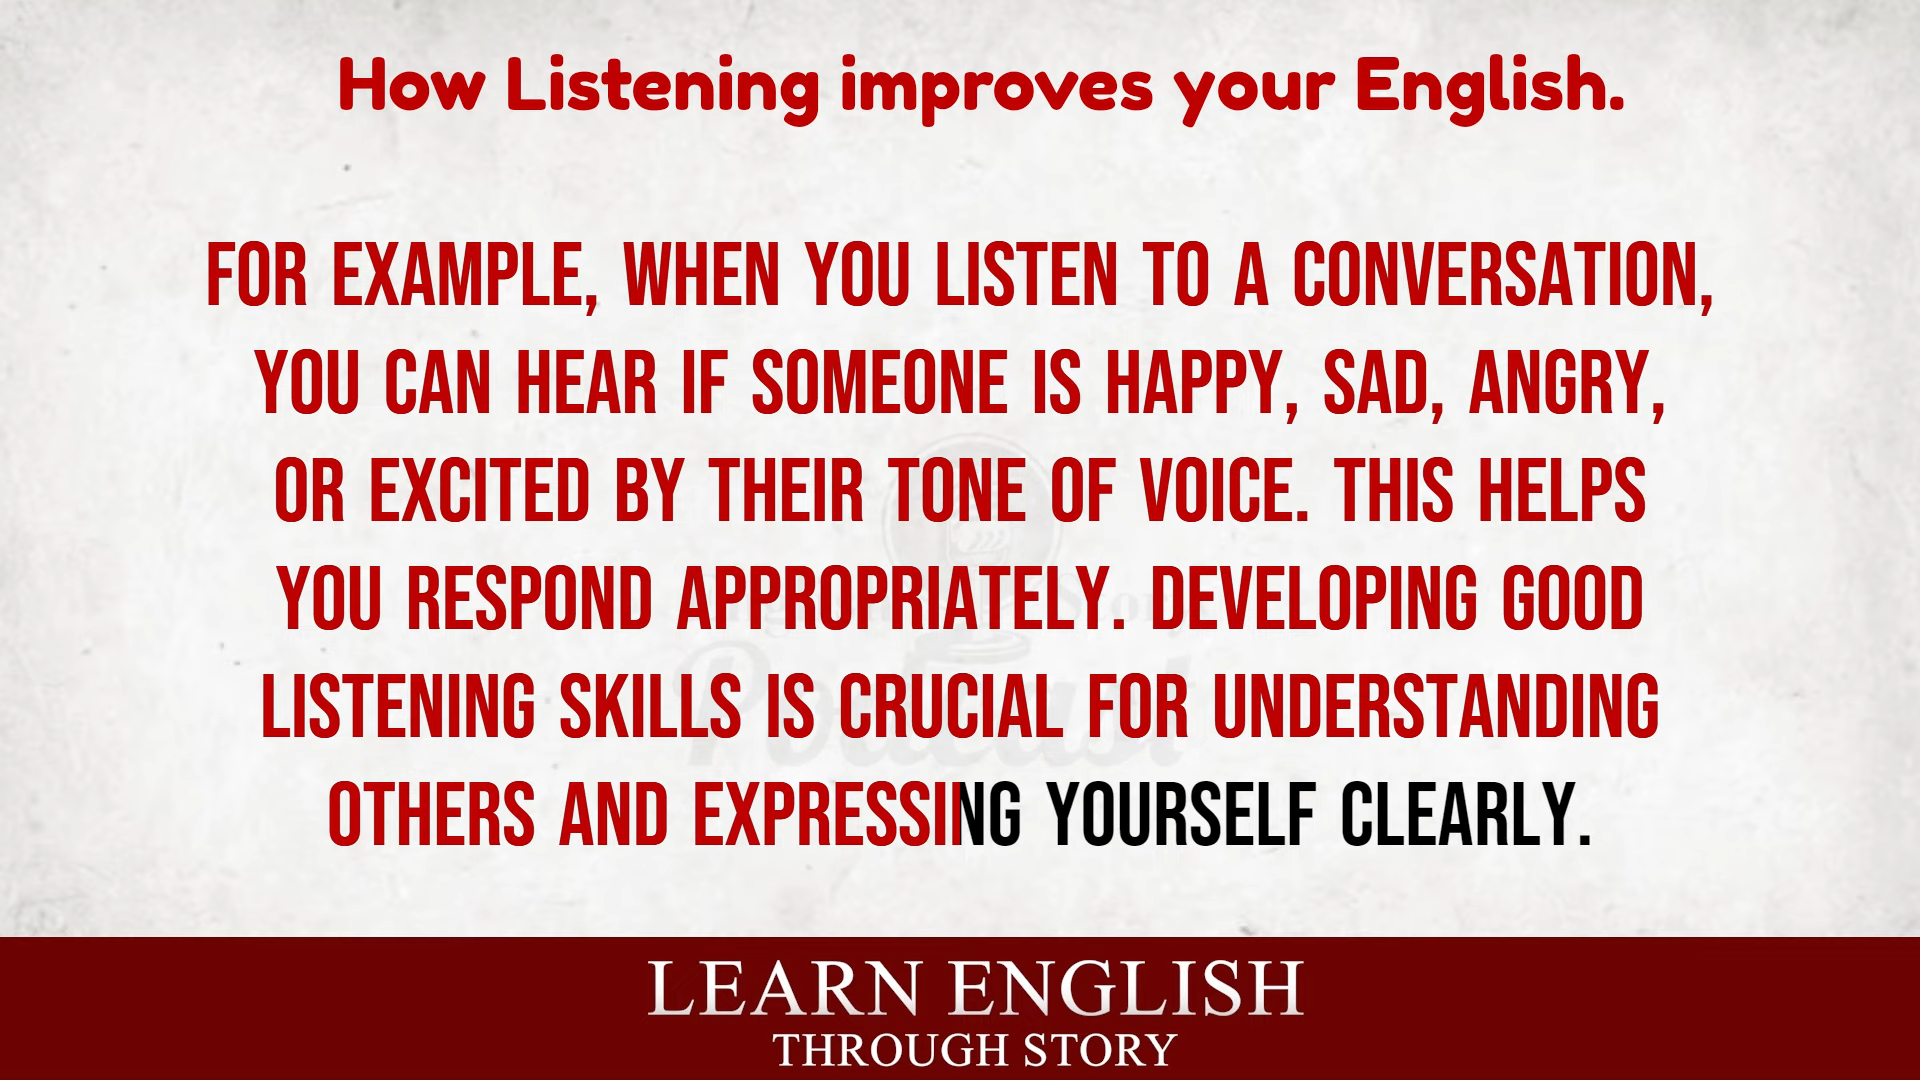 How Listening improves your English.
FOR EXAMPLE, WHEN YOU LISTEN TO A CONVERSATION,
YOU CAN HEAR IF SOMEONE IS HAPPY, SAD, ANGRY,
OR EXCITED BY THEIR TONE OF VOICE. THIS HELPS
YOU RESPOND APPROPRIATELY. DEVELOPING GOOD
LISTENING SKILLS IS CRUCIAL FOR UNDERSTANDING
OTHERS AND EXPRESSING YOURSELF CLEARLY.
Podcast
LEARN ENGLISH
THROUGH STORY